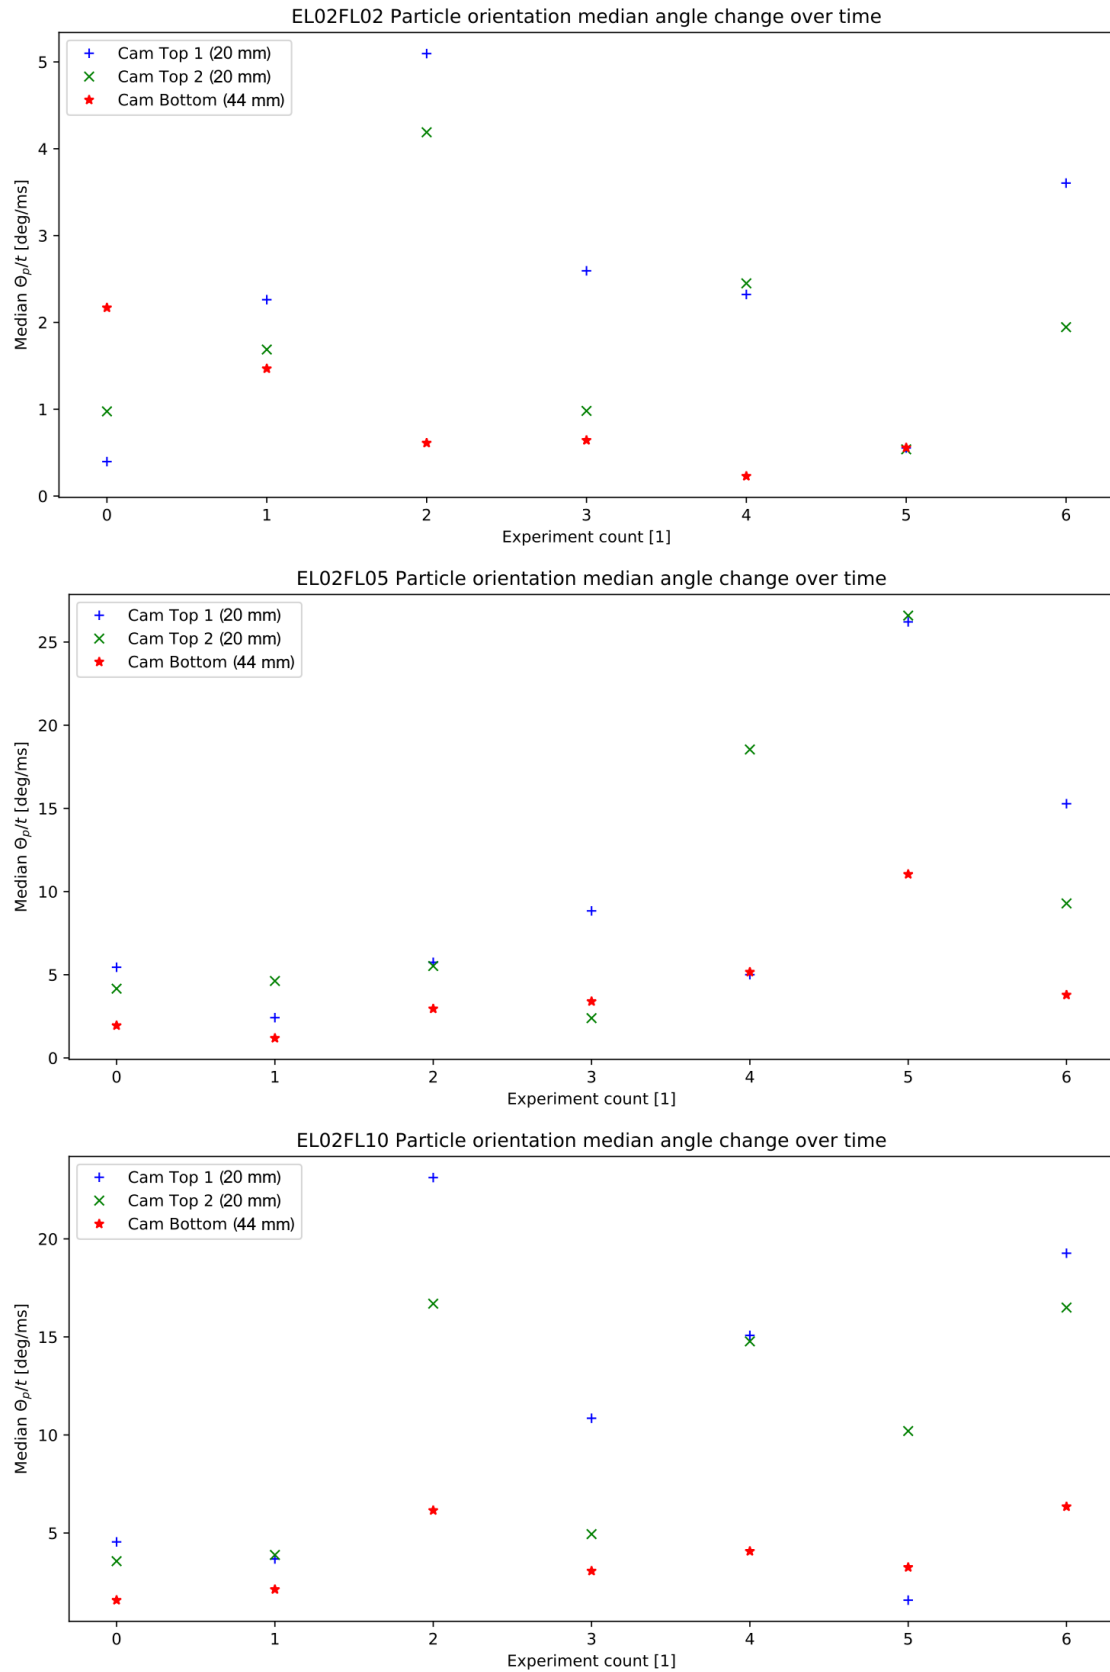 EL02FL02 Particle orientation median angle change over time
Cam Top 1 (20 mm)
Cam Top 2 (20 mm)
Cam Bottom (44 mm)
Median Θp/t [deg/ms]
5
4
3
2
1
0
0 1 2 3 4 5 6
Experiment count [1]
EL02FL05 Particle orientation median angle change over time
Cam Top 1 (20 mm)
Cam Top 2 (20 mm)
Cam Bottom (44 mm)
Median Θp/t [deg/ms]
25
20
15
10
5
0
0 1 2 3 4 5 6
Experiment count [1]
EL02FL10 Particle orientation median angle change over time
Cam Top 1 (20 mm)
Cam Top 2 (20 mm)
Cam Bottom (44 mm)
Median Θp/t [deg/ms]
20
15
10
5
0 1 2 3 4 5 6
Experiment count [1]